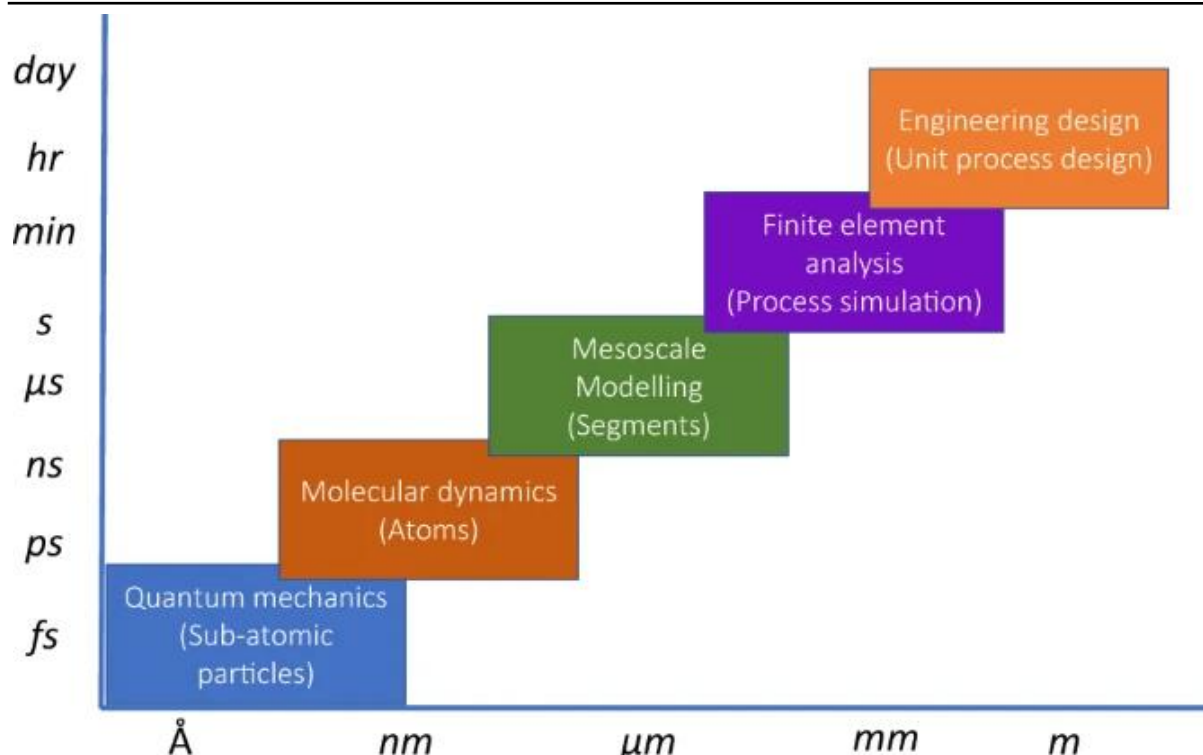 day
hr
min
s
µs
ns
ps
fs
Engineering design
(Unit process design)
Finite element
analysis
(Process simulation)
Mesoscale
Modelling
(Segments)
Molecular dynamics
(Atoms)
Quantum mechanics
(Sub-atomic
particles)
Å nm µm mm m